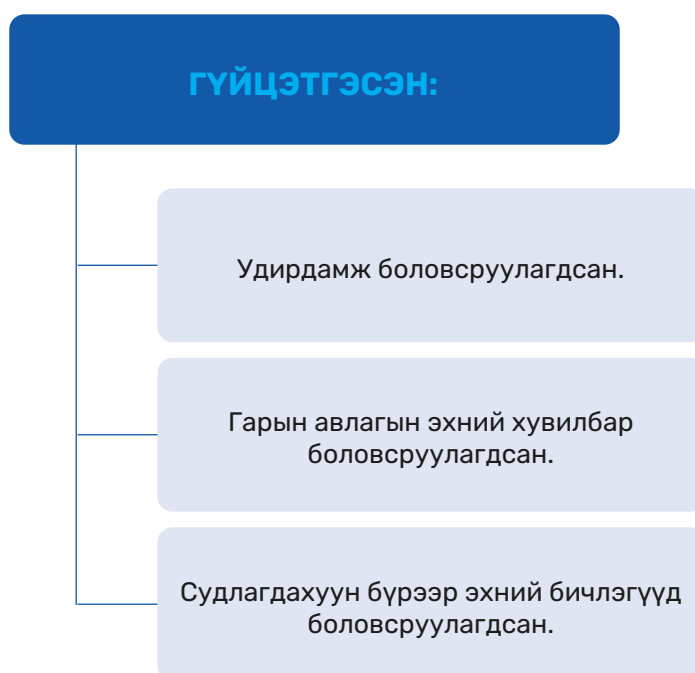 ГҮЙЦЭТГЭСЭН:
Удирдамж боловсруулагдсан.
Гарын авлагын эхний хувилбар
боловсруулагдсан.
Судлагдахуун бүрээр эхний бичлэгүүд
боловсруулагдсан.